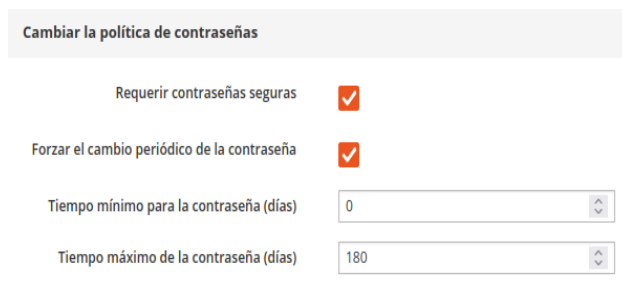 Cambiar la política de contraseñas
Requerir contraseñas seguras
Forzar el cambio periódico de la contraseña
Tiempo mínimo para la contraseña (días) 0
Tiempo máximo de la contraseña (días) 180